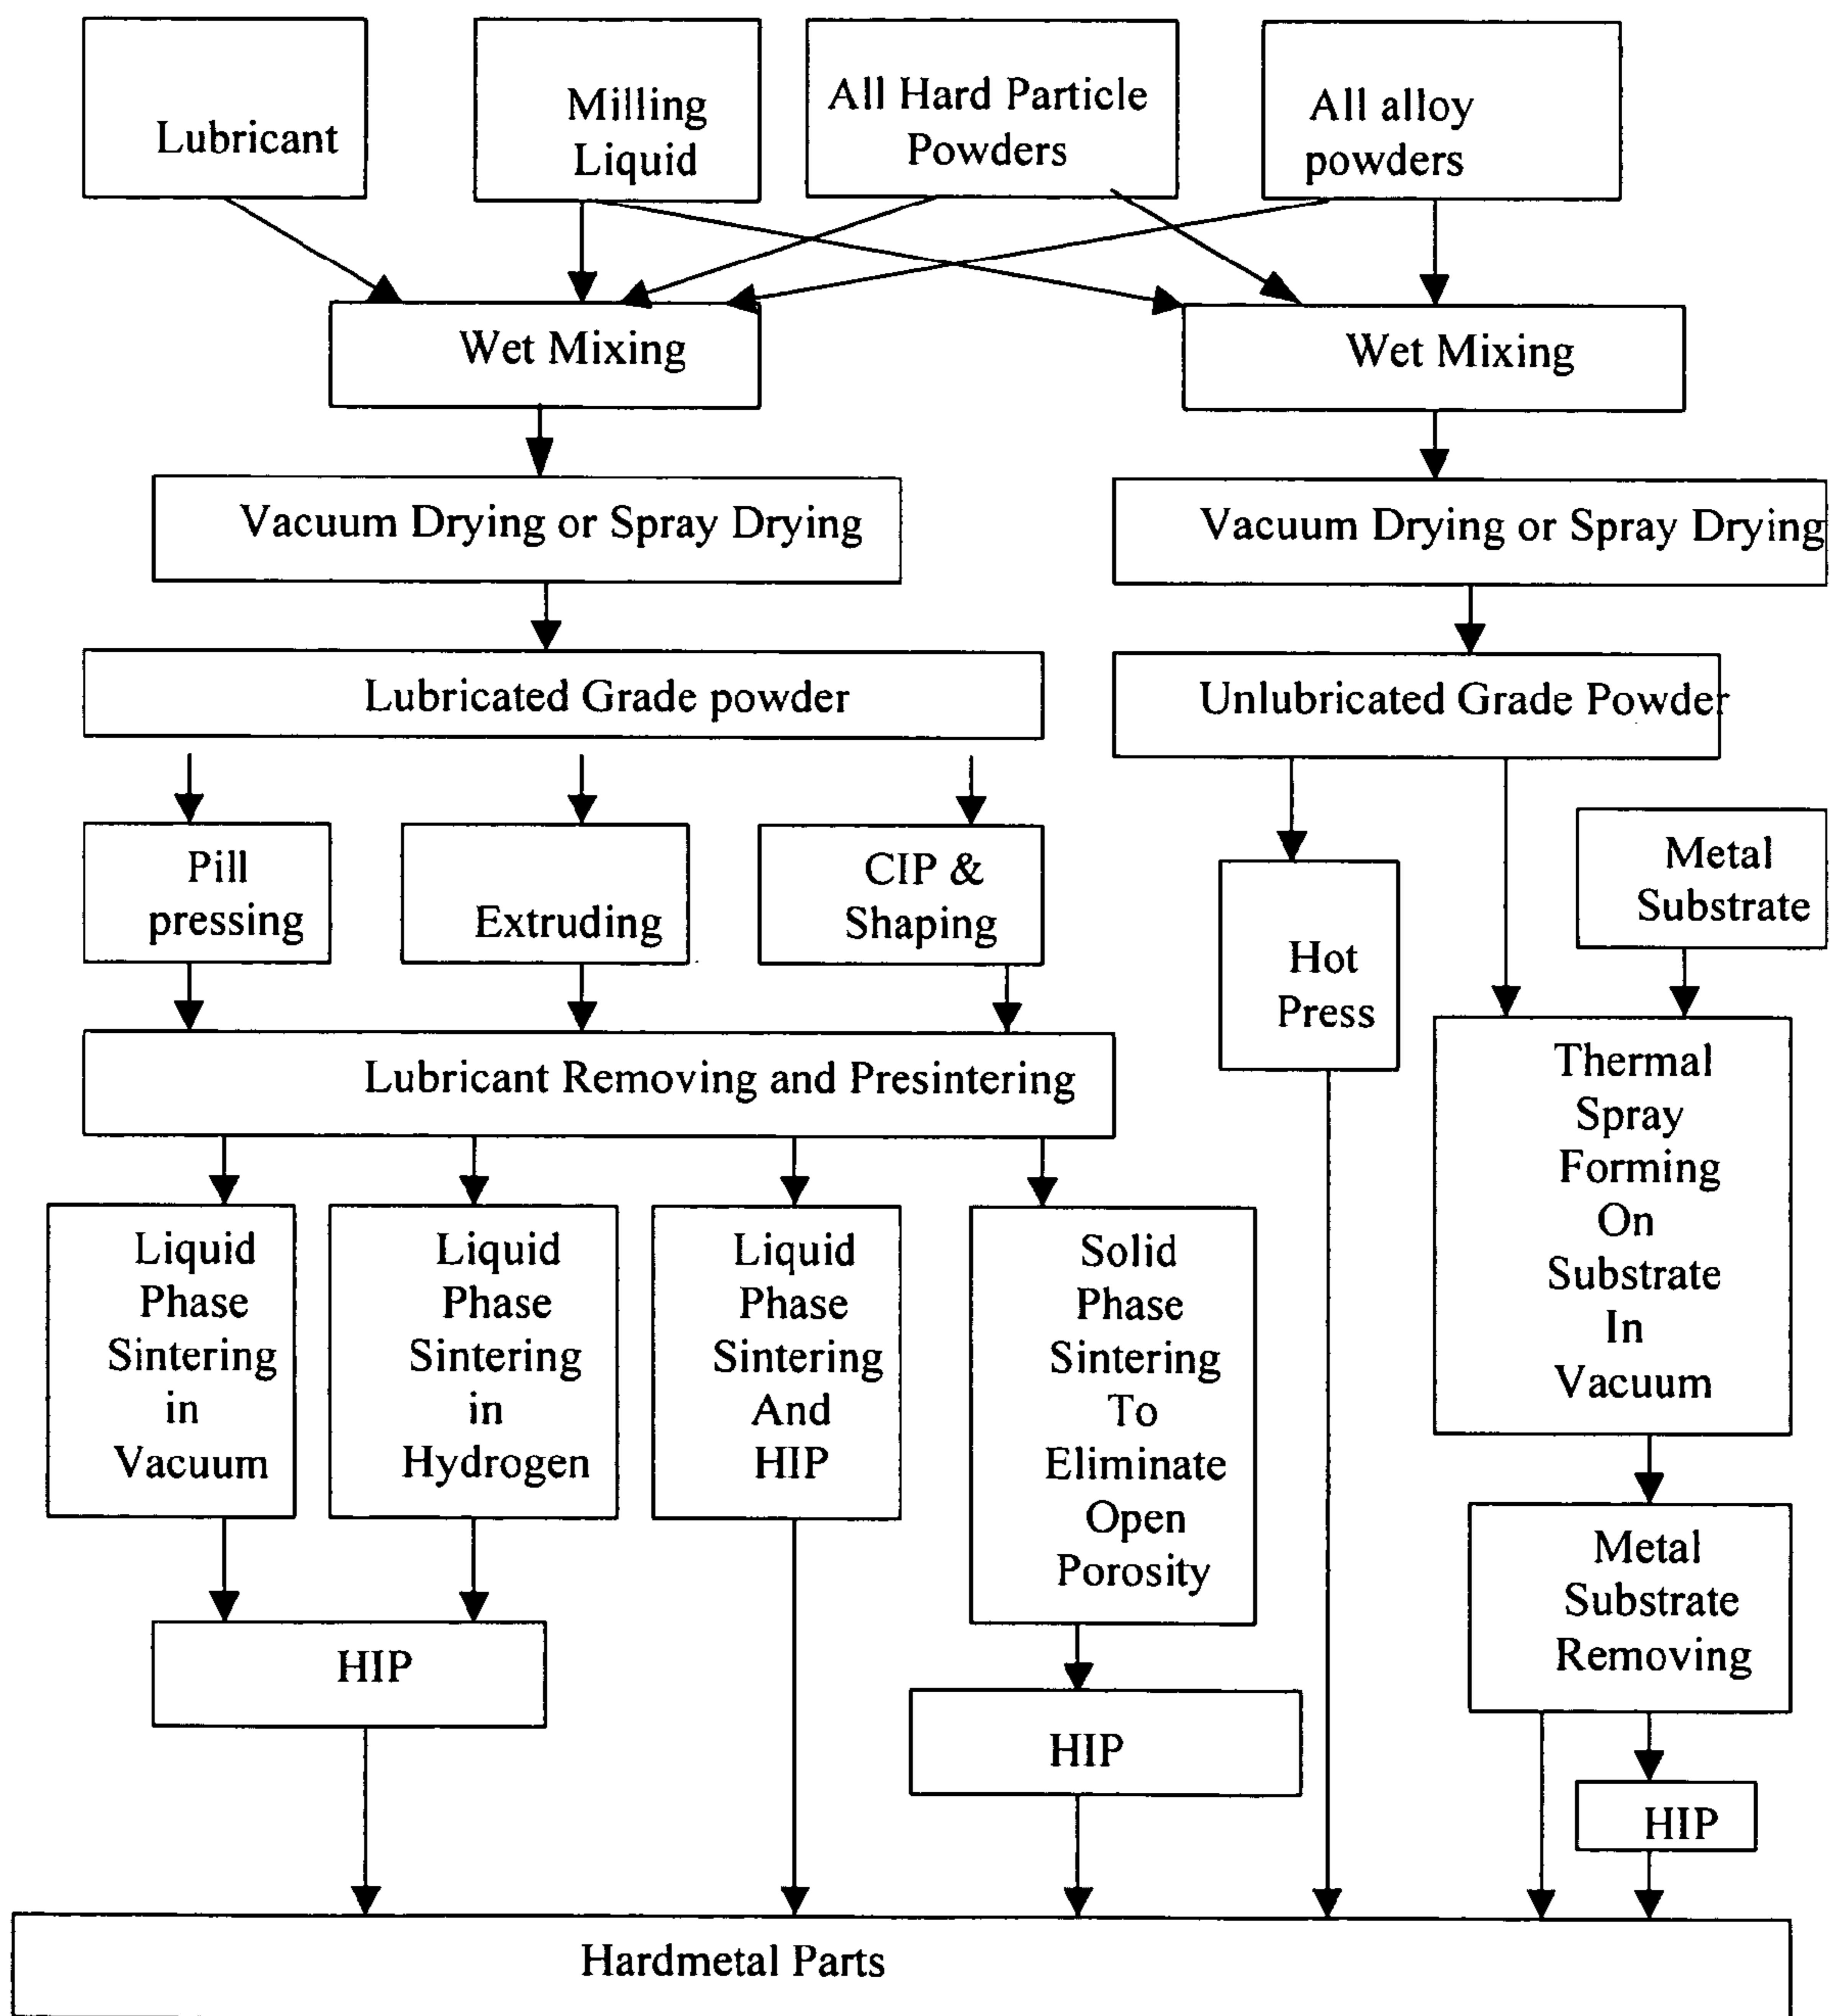 Lubricant
Milling
Liquid
All Hard Particle
Powders
All alloy
powders
Wet Mixing
Wet Mixing
Vacuum Drying or Spray Drying
Vacuum Drying or Spray Drying
Lubricated Grade powder
Unlubricated Grade Powder
Pill
pressing
Extruding
CIP &
Shaping
Hot
Press
Metal
Substrate
Lubricant Removing and Presintering
Thermal
Spray
Forming
On
Substrate
In
Vacuum
Liquid
Phase
Sintering
in
Vacuum
Liquid
Phase
Sintering
in
Hydrogen
Liquid
Phase
Sintering
And
HIP
Solid
Phase
Sintering
To
Eliminate
Open
Porosity
Metal
Substrate
Removing
HIP
HIP
HIP
Hardmetal Parts